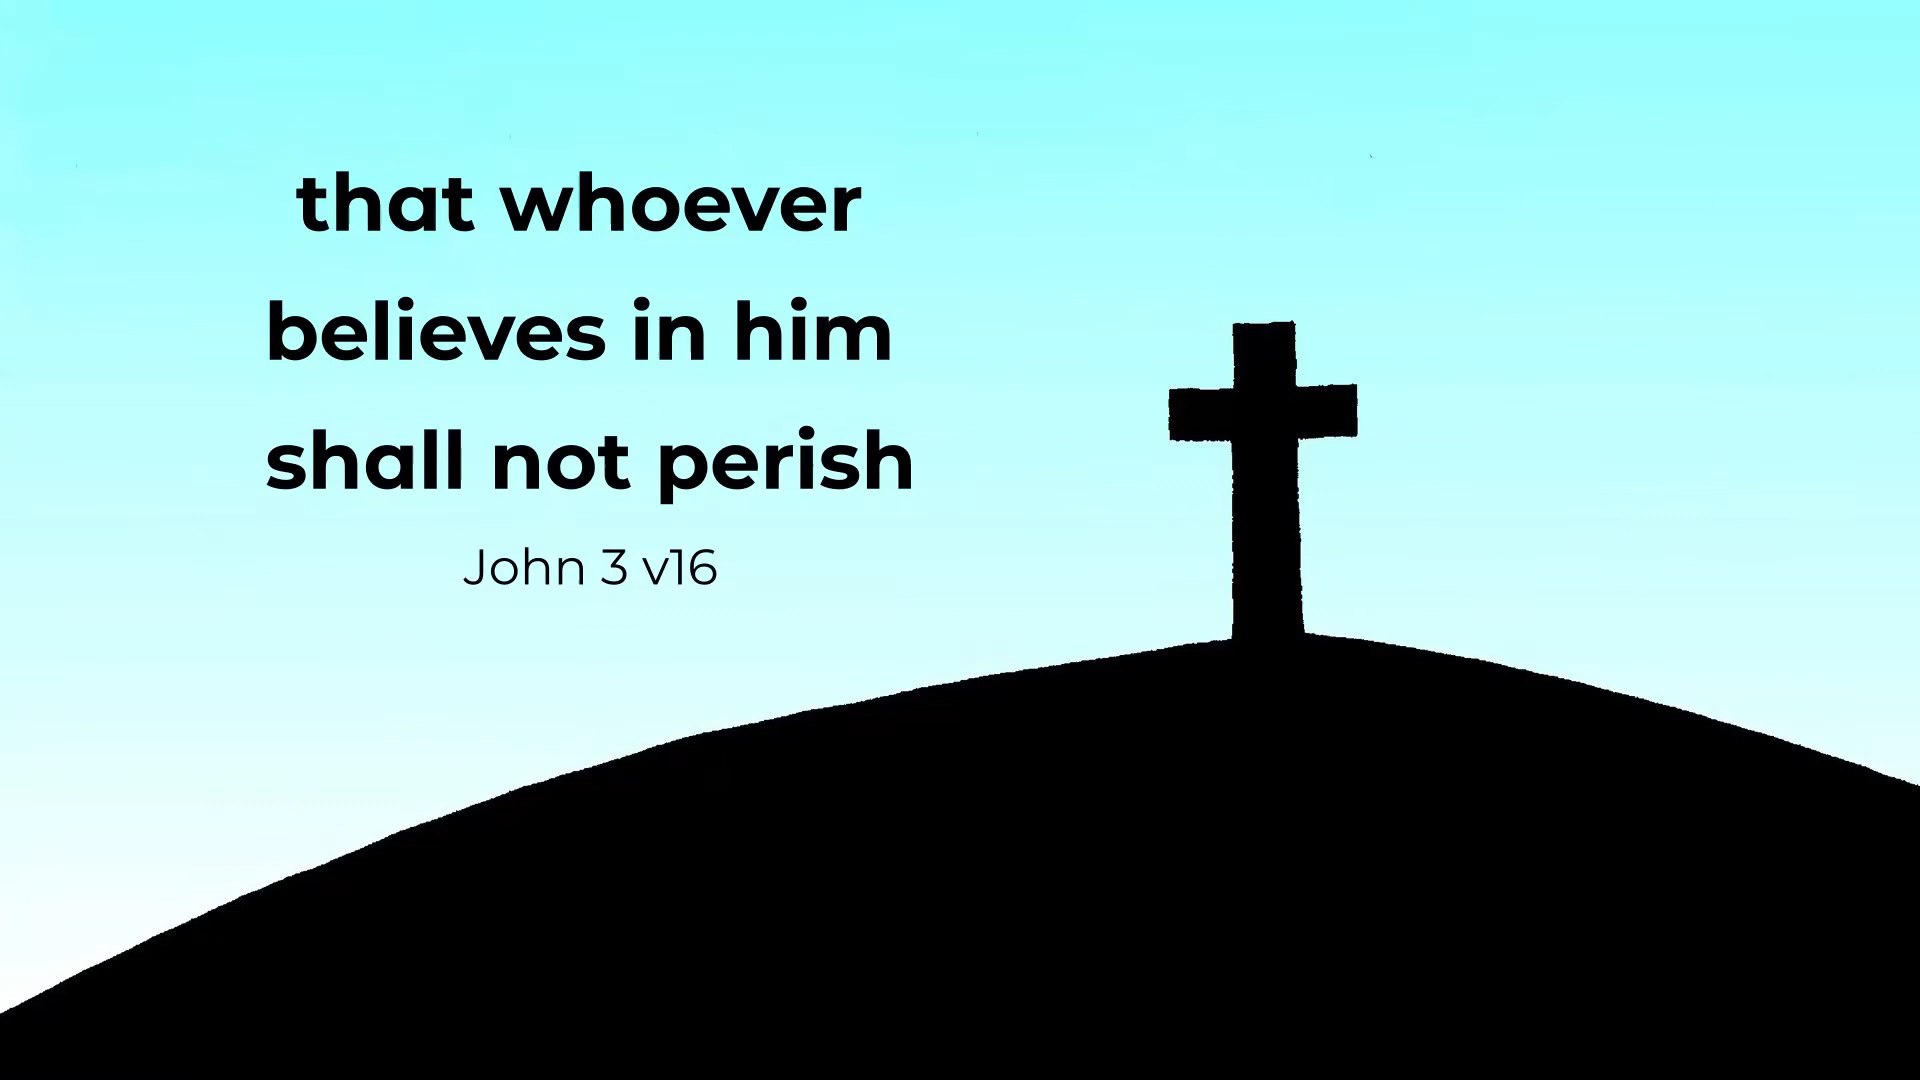 that whoever
believes in him
shall not perish
John 3 v16